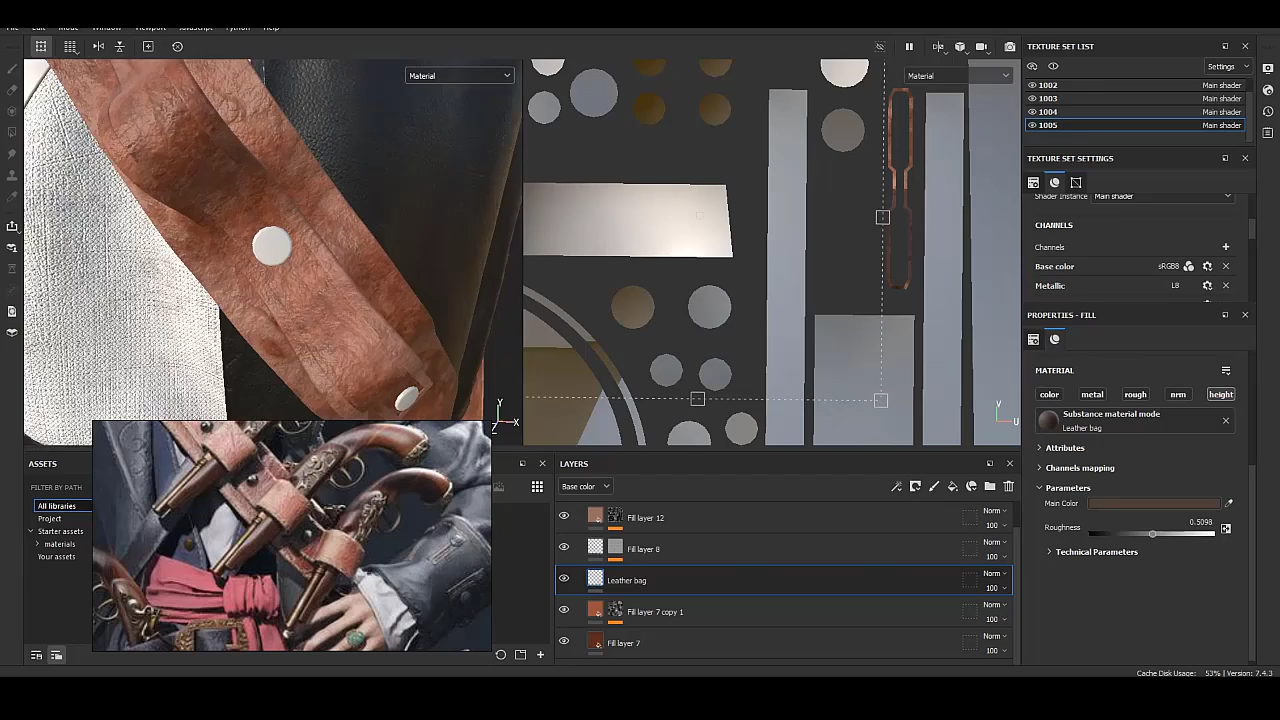 Material
Material
TEXTURE SET LIST
Settings
1002 Main shader
1003 Main shader
1004 Main shader
1005 Main shader
TEXTURE SET SETTINGS
Shader Instance Main shader
CHANNELS
Channels
Base color sRGB8
Metallic L8
PROPERTIES - FILL
MATERIAL
color metal rough nrm height
Substance material mode
Leather bag
Attributes
Channels mapping
Parameters
Main Color
Roughness 0.5098
Technical Parameters
Y
X
Z
V
U
ASSETS
FILTER BY PATH
All libraries
Project
Starter assets
materials
Your assets
LAYERS
Base color
Fill layer 12 Norm 100
Fill layer 8 Norm 100
Leather bag Norm 100
Fill layer 7 copy 1 Norm 100
Fill layer 7 Norm 100
Cache Disk Usage: 53% | Version: 7.4.3